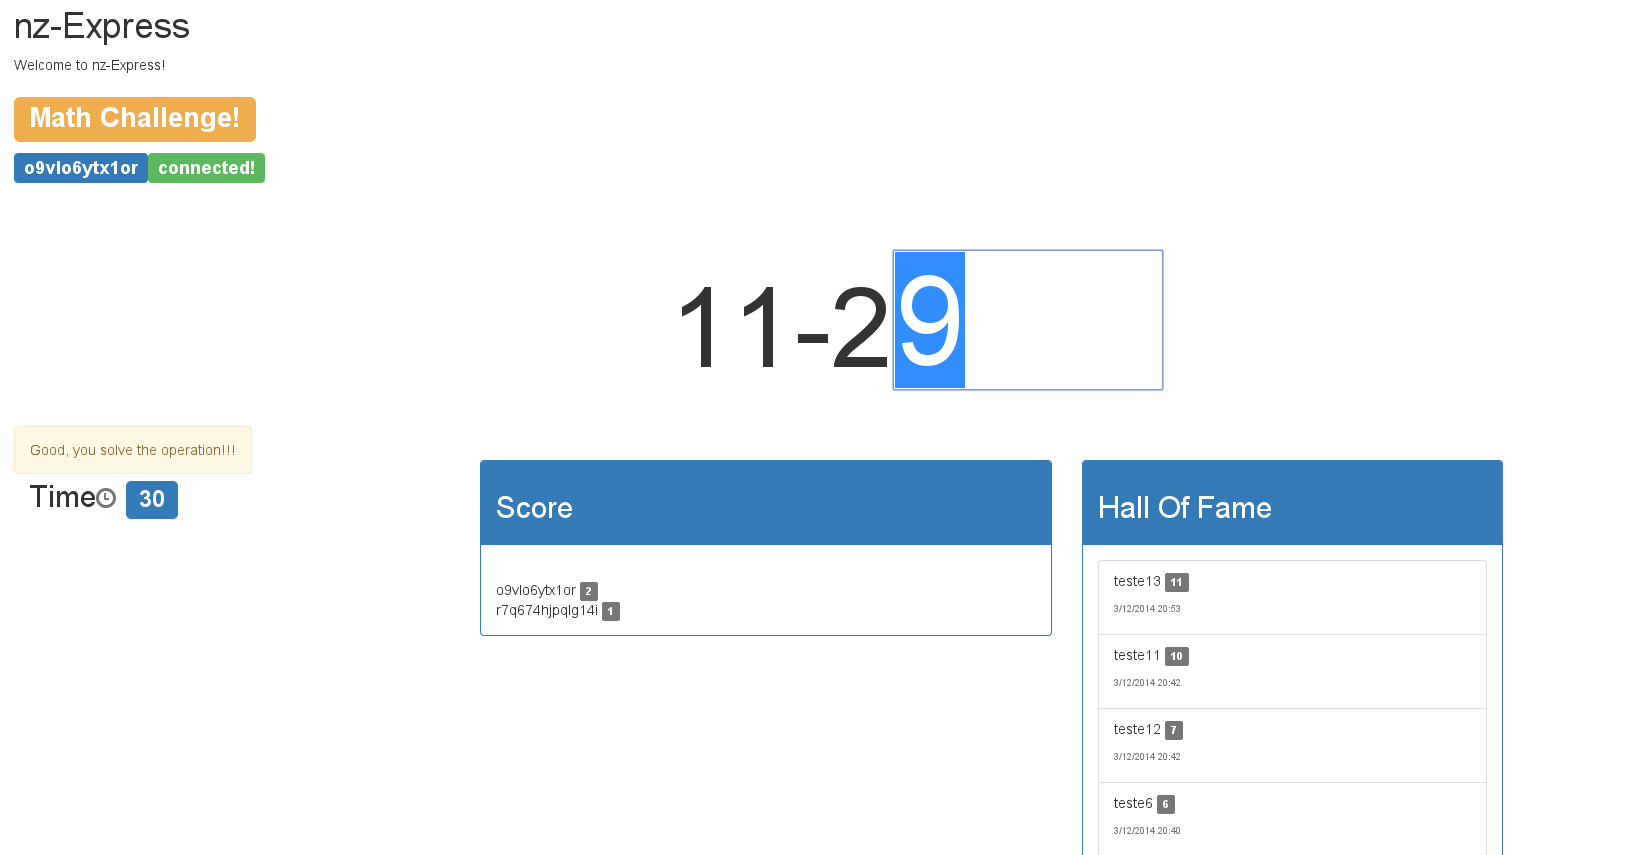 nz-Express
Welcome to nz-Express!
Math Challenge!
o9vlo6ytx1or connected!
11-2 9
Good, you solve the operation!!!
Time 30
Score
o9vlo6ytx1or 2
r7q674hjpqlg14i 1
Hall Of Fame
teste13 11
3/12/2014 20:53
teste11 10
3/12/2014 20:42
teste12 7
3/12/2014 20:42
teste6 6
3/12/2014 20:40